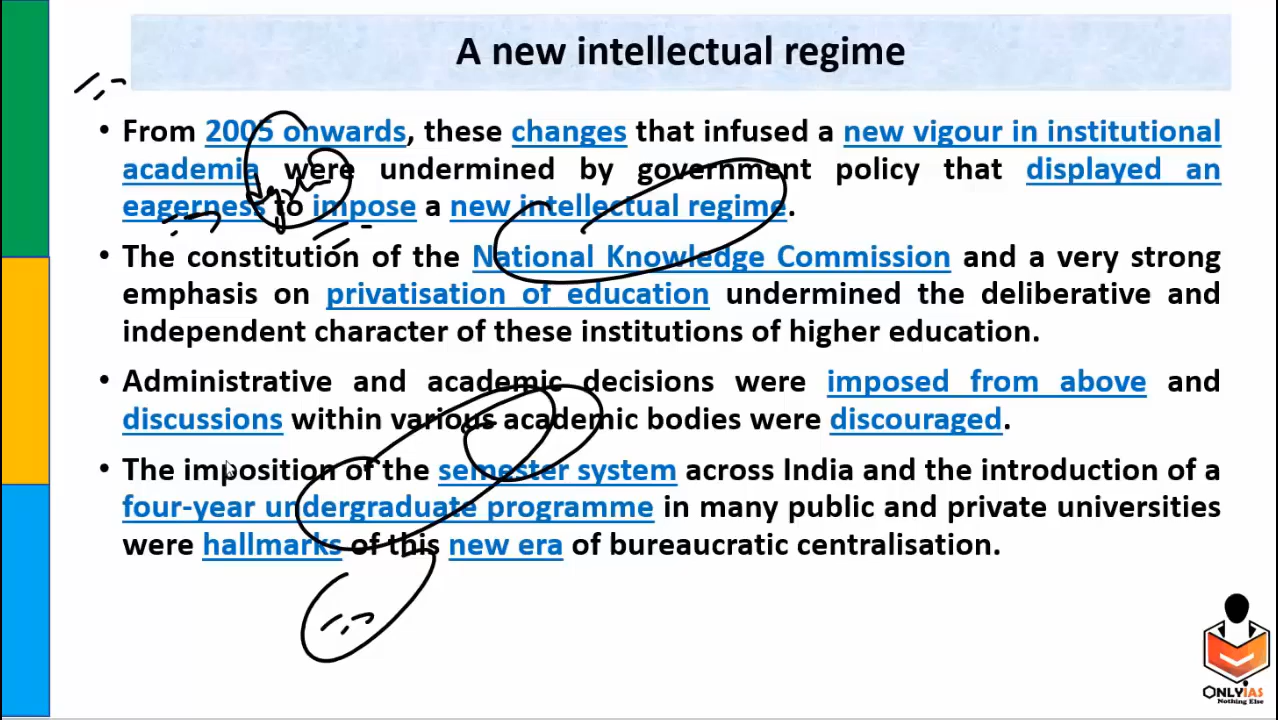 A new intellectual regime
• From 2005 onwards, these changes that infused a new vigour in institutional
academia were undermined by government policy that displayed an
eagerness to impose a new intellectual regime.
• The constitution of the National Knowledge Commission and a very strong
emphasis on privatisation of education undermined the deliberative and
independent character of these institutions of higher education.
• Administrative and academic decisions were imposed from above and
discussions within various academic bodies were discouraged.
• The imposition of the semester system across India and the introduction of a
four-year undergraduate programme in many public and private universities
were hallmarks of this new era of bureaucratic centralisation.
ONLYIAS
Nothing Else